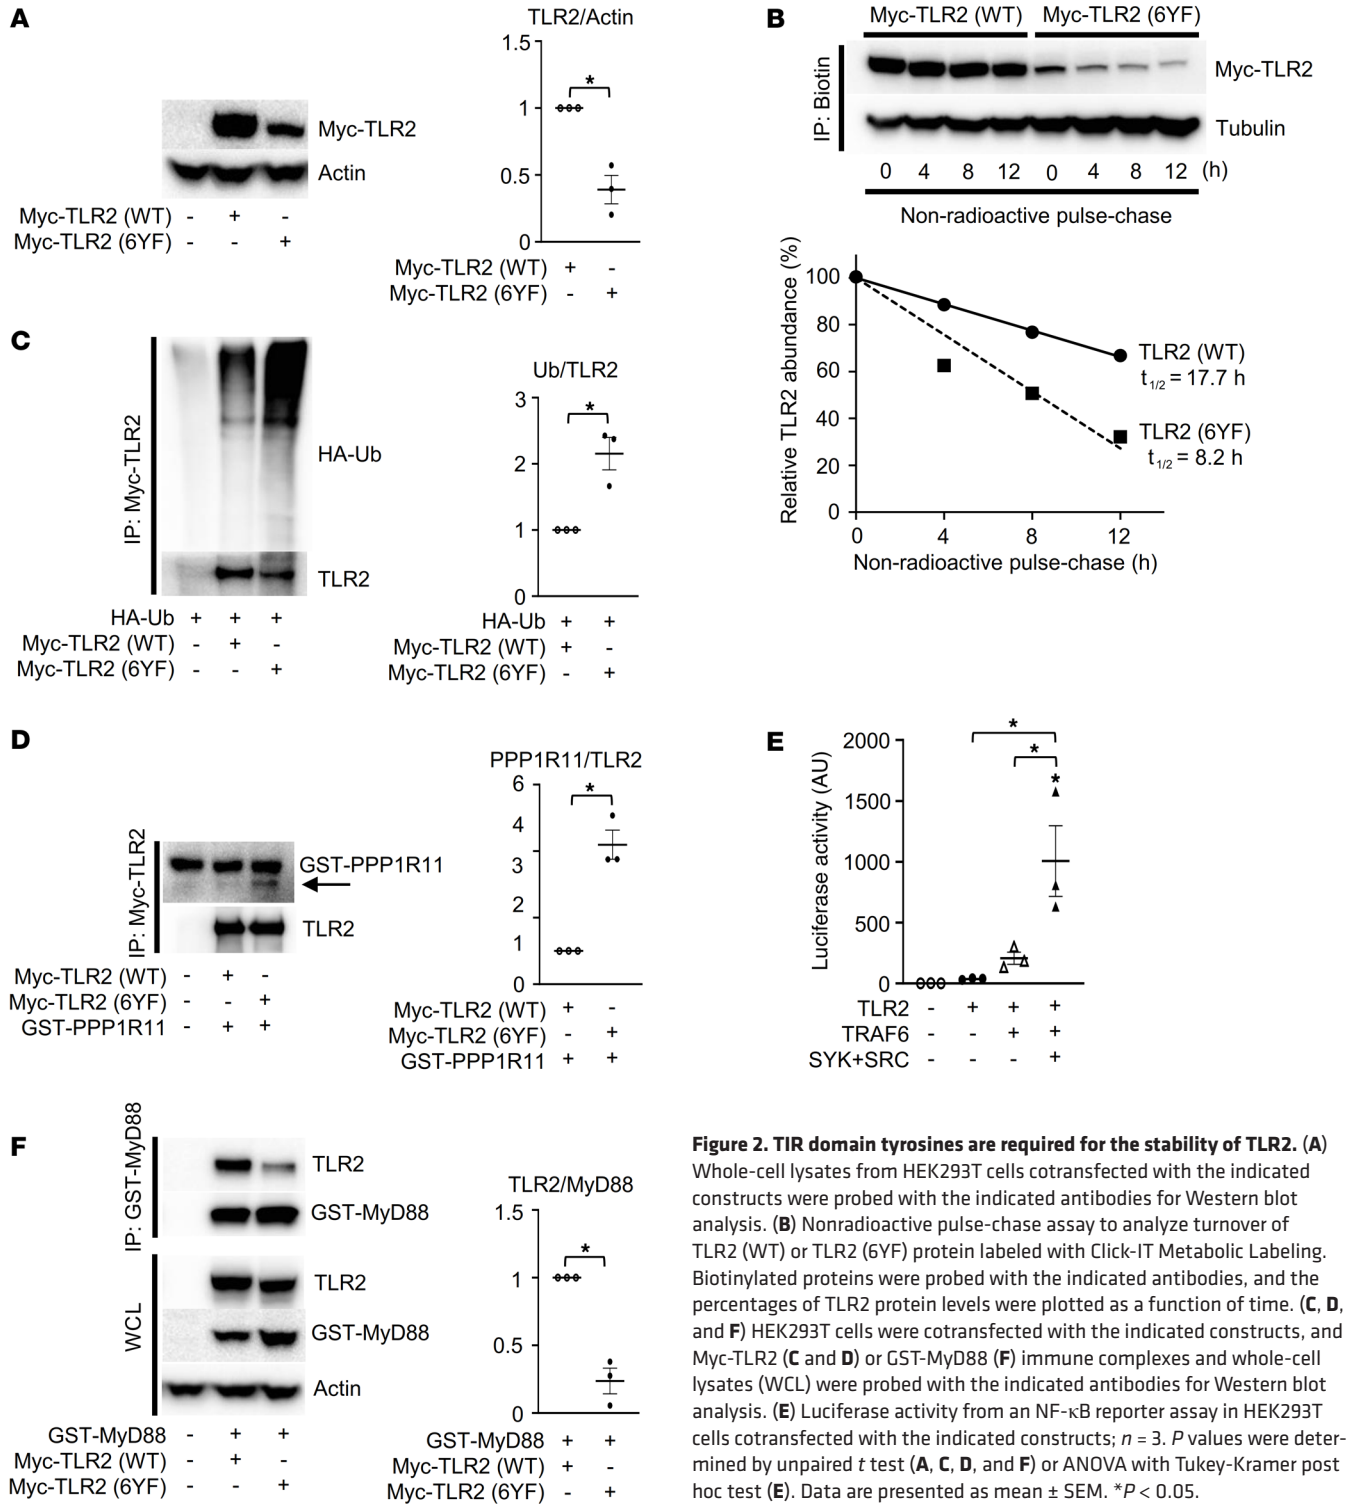 A
TLR2/Actin
1.5
1
0.5
0
*
Myc-TLR2
Actin
Myc-TLR2 (WT) - + -
Myc-TLR2 (6YF) - - +
Myc-TLR2 (WT) + -
Myc-TLR2 (6YF) - +
B
Myc-TLR2 (WT) Myc-TLR2 (6YF)
IP: Biotin
Myc-TLR2
Tubulin
0 4 8 12 0 4 8 12 (h)
Non-radioactive pulse-chase
Relative TLR2 abundance (%)
100
80
60
40
20
0
0 4 8 12
Non-radioactive pulse-chase (h)
TLR2 (WT)
t1/2 = 17.7 h
TLR2 (6YF)
t1/2 = 8.2 h
C
IP: Myc-TLR2
HA-Ub
TLR2
HA-Ub + + +
Myc-TLR2 (WT) - + -
Myc-TLR2 (6YF) - - +
Ub/TLR2
3
2
1
0
*
HA-Ub + +
Myc-TLR2 (WT) + -
Myc-TLR2 (6YF) - +
D
IP: Myc-TLR2
GST-PPP1R11
TLR2
Myc-TLR2 (WT) - + -
Myc-TLR2 (6YF) - - +
GST-PPP1R11 - + +
PPP1R11/TLR2
6
4
3
2
1
0
*
Myc-TLR2 (WT) + -
Myc-TLR2 (6YF) - +
GST-PPP1R11 + +
E
Luciferase activity (AU)
2000
1500
1000
500
0
*
*
*
TLR2 - + + +
TRAF6 - - + +
SYK+SRC - - - +
F
IP: GST-MyD88
TLR2
GST-MyD88
WCL
TLR2
GST-MyD88
Actin
GST-MyD88 - + +
Myc-TLR2 (WT) - + -
Myc-TLR2 (6YF) - - +
TLR2/MyD88
1.5
1
0.5
0
*
GST-MyD88 + +
Myc-TLR2 (WT) + -
Myc-TLR2 (6YF) - +
Figure 2. TIR domain tyrosines are required for the stability of TLR2. (A)
Whole-cell lysates from HEK293T cells cotransfected with the indicated
constructs were probed with the indicated antibodies for Western blot
analysis. (B) Nonradioactive pulse-chase assay to analyze turnover of
TLR2 (WT) or TLR2 (6YF) protein labeled with Click-IT Metabolic Labeling.
Biotinylated proteins were probed with the indicated antibodies, and the
percentages of TLR2 protein levels were plotted as a function of time. (C, D,
and F) HEK293T cells were cotransfected with the indicated constructs, and
Myc-TLR2 (C and D) or GST-MyD88 (F) immune complexes and whole-cell
lysates (WCL) were probed with the indicated antibodies for Western blot
analysis. (E) Luciferase activity from an NF-κB reporter assay in HEK293T
cells cotransfected with the indicated constructs; n = 3. P values were deter-
mined by unpaired t test (A, C, D, and F) or ANOVA with Tukey-Kramer post
hoc test (E). Data are presented as mean ± SEM. *P < 0.05.